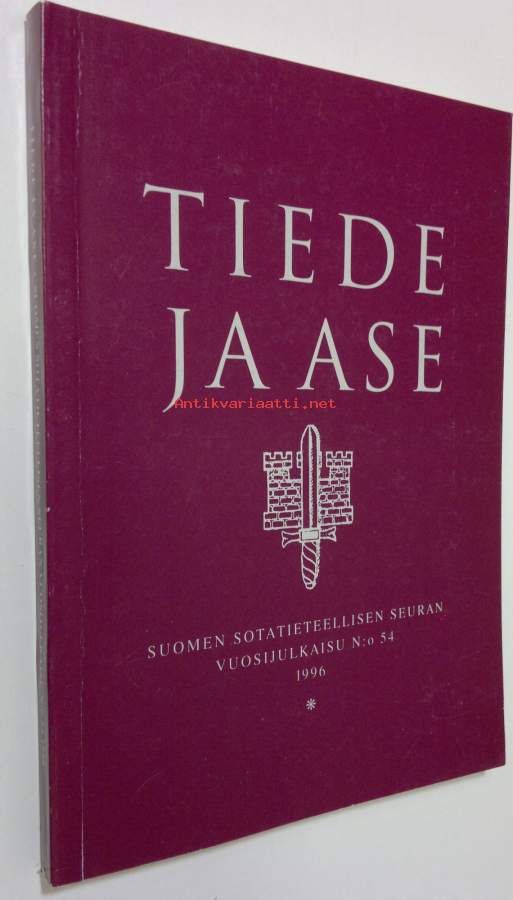 TIEDE
JA ASE
Antikvariaatti.net
SUOMEN SOTATIETEELLISEN SEURAN
VUOSIJULKAISU N:o 54
1996
*